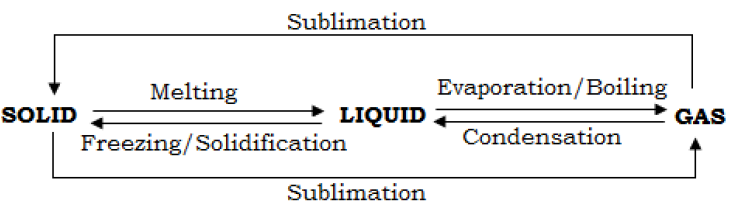 Sublimation
Melting
Evaporation/Boiling
SOLID
LIQUID
GAS
Freezing/Solidification
Condensation
Sublimation